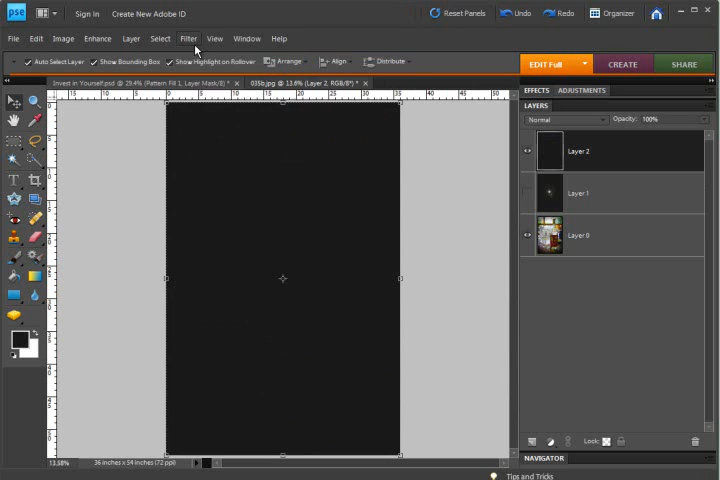 pse Sign In Create New Adobe ID Reset Panels Undo Redo Organizer
File Edit Image Enhance Layer Select Filter View Window Help
Auto Select Layer Show Bounding Box Show Highlight on Rollover Arrange Align Distribute EDIT Full CREATE SHARE
Invest in Yourself.psd @ 29.4% (Pattern Fill 1, Layer Mask/8) * × 035b.jpg @ 13.6% (Layer 2, RGB/8*) * ×
EFFECTS ADJUSTMENTS
LAYERS
Normal Opacity: 100%
Layer 2
Layer 1
Layer 0
Lock:
NAVIGATOR
13.58% 36 inches x 54 inches (72 ppi)
Tips and Tricks